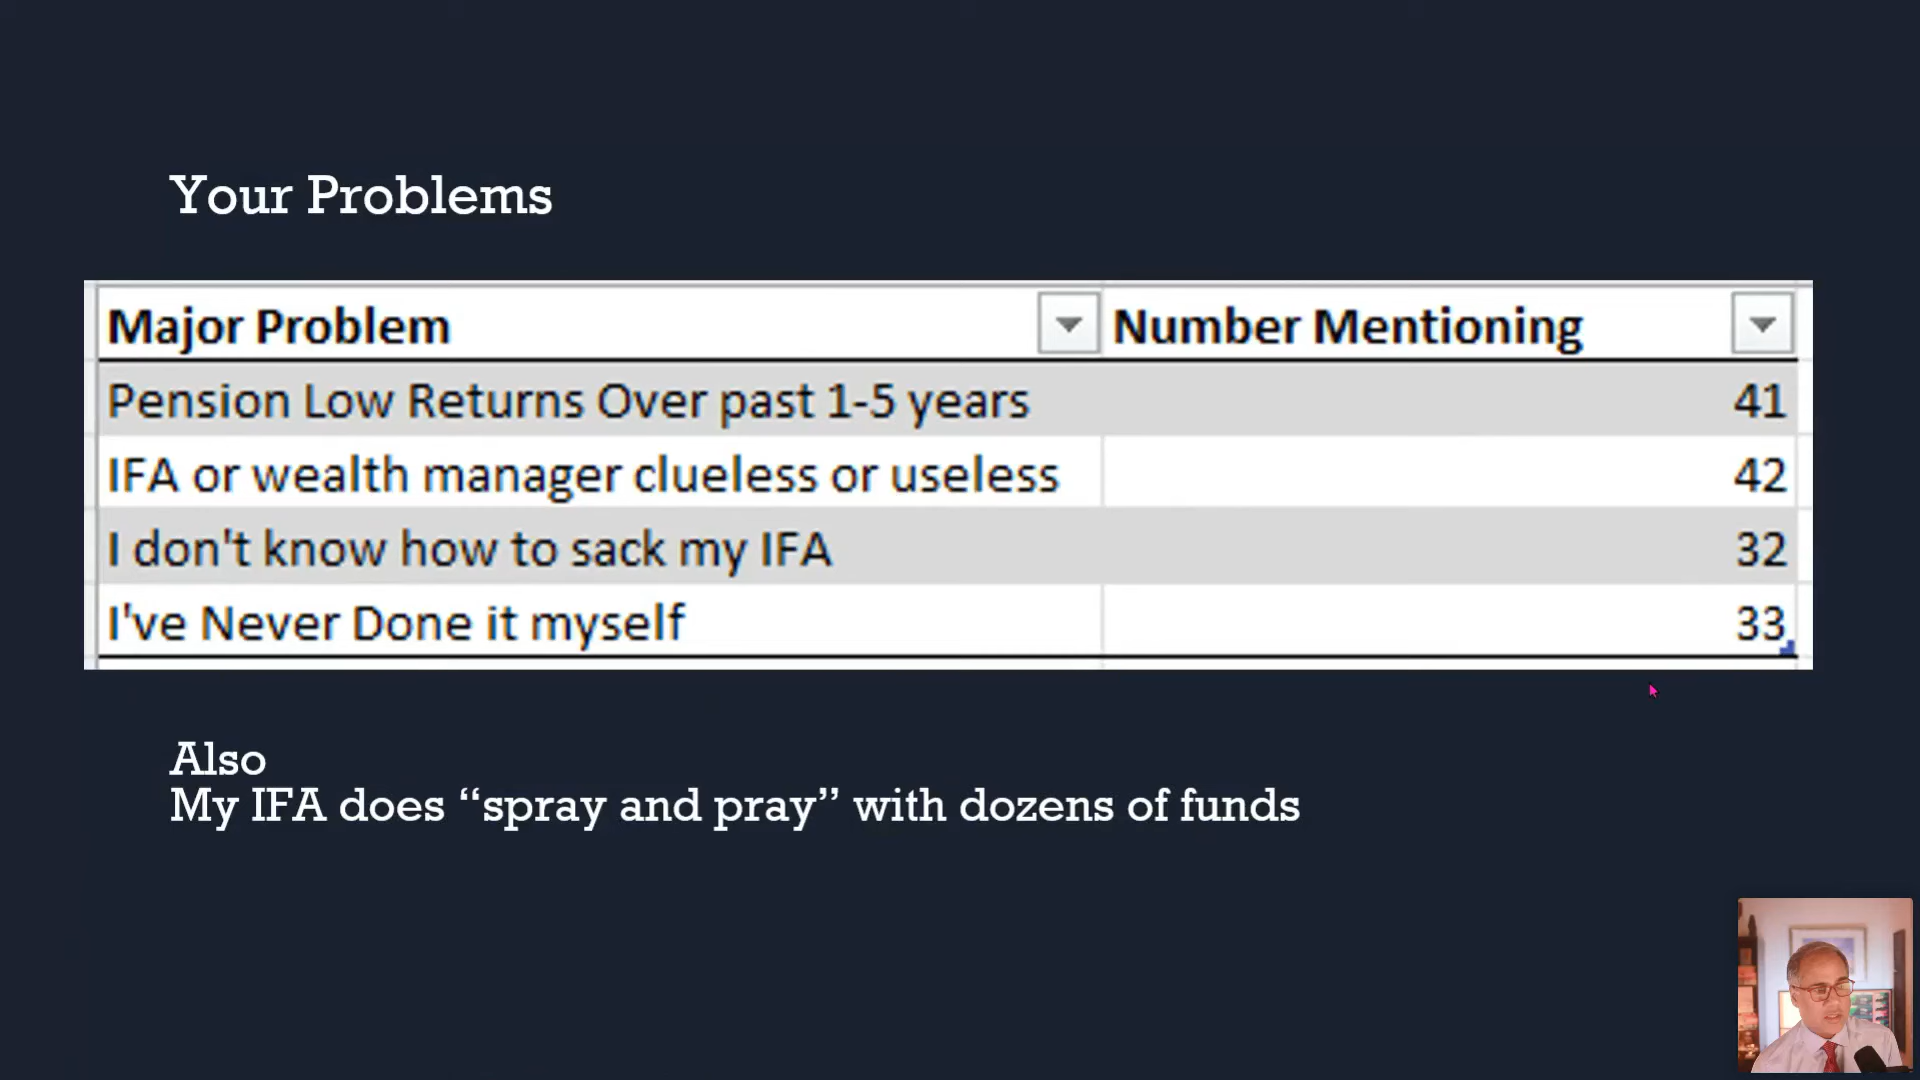 Your Problems
Major Problem Number Mentioning
Pension Low Returns Over past 1-5 years 41
IFA or wealth manager clueless or useless 42
I don't know how to sack my IFA 32
I've Never Done it myself 33
Also
My IFA does “spray and pray” with dozens of funds